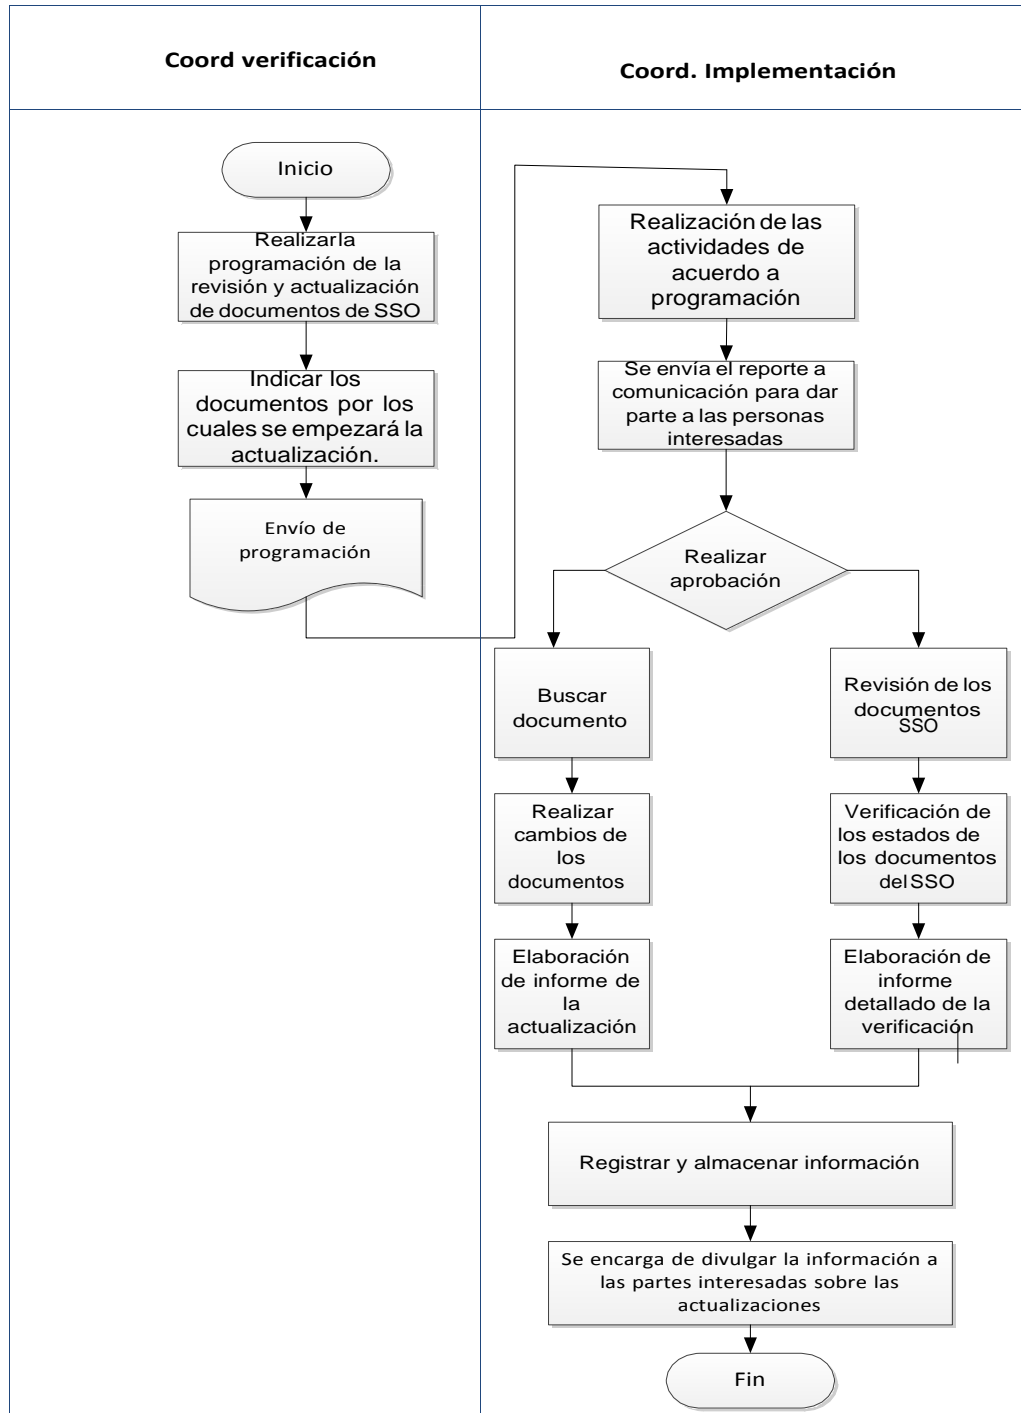 Coord verificación
Coord. Implementación
Inicio
Realizarla
programación de la
revisión y actualización
de documentos de SSO
Indicar los
documentos por los
cuales se empezará la
actualización.
Envío de
programación
Realización de las
actividades de
acuerdo a
programación
Se envía el reporte a
comunicación para dar
parte a las personas
interesadas
Realizar
aprobación
Buscar
documento
Realizar
cambios de
los
documentos
Elaboración
de informe de
la
actualización
Revisión de los
documentos
SSO
Verificación de
los estados de
los documentos
del SSO
Elaboración de
informe
detallado de la
verificación
Registrar y almacenar información
Se encarga de divulgar la información a
las partes interesadas sobre las
actualizaciones
Fin